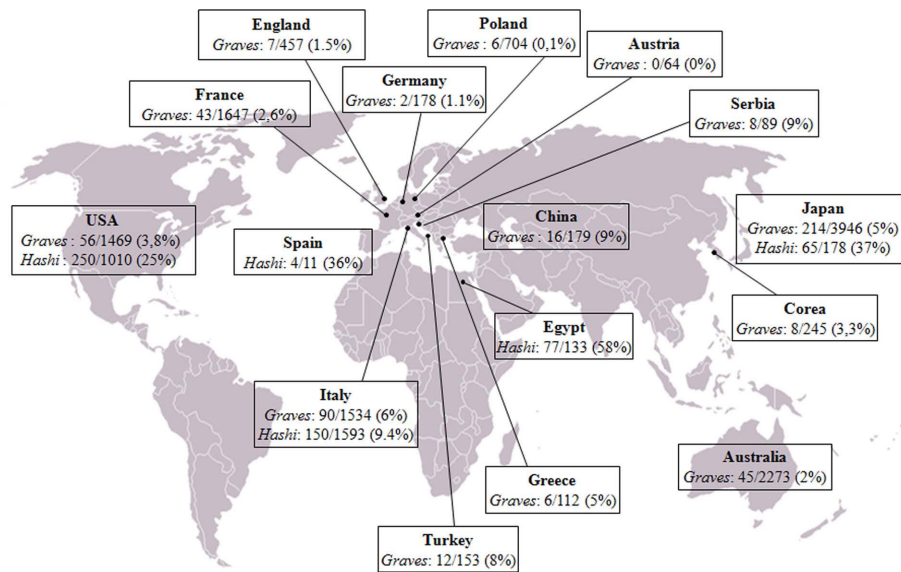 England
Graves: 7/457 (1.5%)
Poland
Graves : 6/704 (0,1%)
Austria
Graves : 0/64 (0%)
Germany
Graves: 2/178 (1.1%)
France
Graves: 43/1647 (2,6%)
Serbia
Graves: 8/89 (9%)
USA
Graves : 56/1469 (3,8%)
Hashi: 250/1010 (25%)
Spain
Hashi: 4/11 (36%)
China
Graves : 16/179 (9%)
Japan
Graves: 214/3946 (5%)
Hashi: 65/178 (37%)
Corea
Graves: 8/245 (3,3%)
Egypt
Hashi: 77/133 (58%)
Italy
Graves: 90/1534 (6%)
Hashi: 150/1593 (9.4%)
Australia
Graves: 45/2273 (2%)
Greece
Graves: 6/112 (5%)
Turkey
Graves: 12/153 (8%)